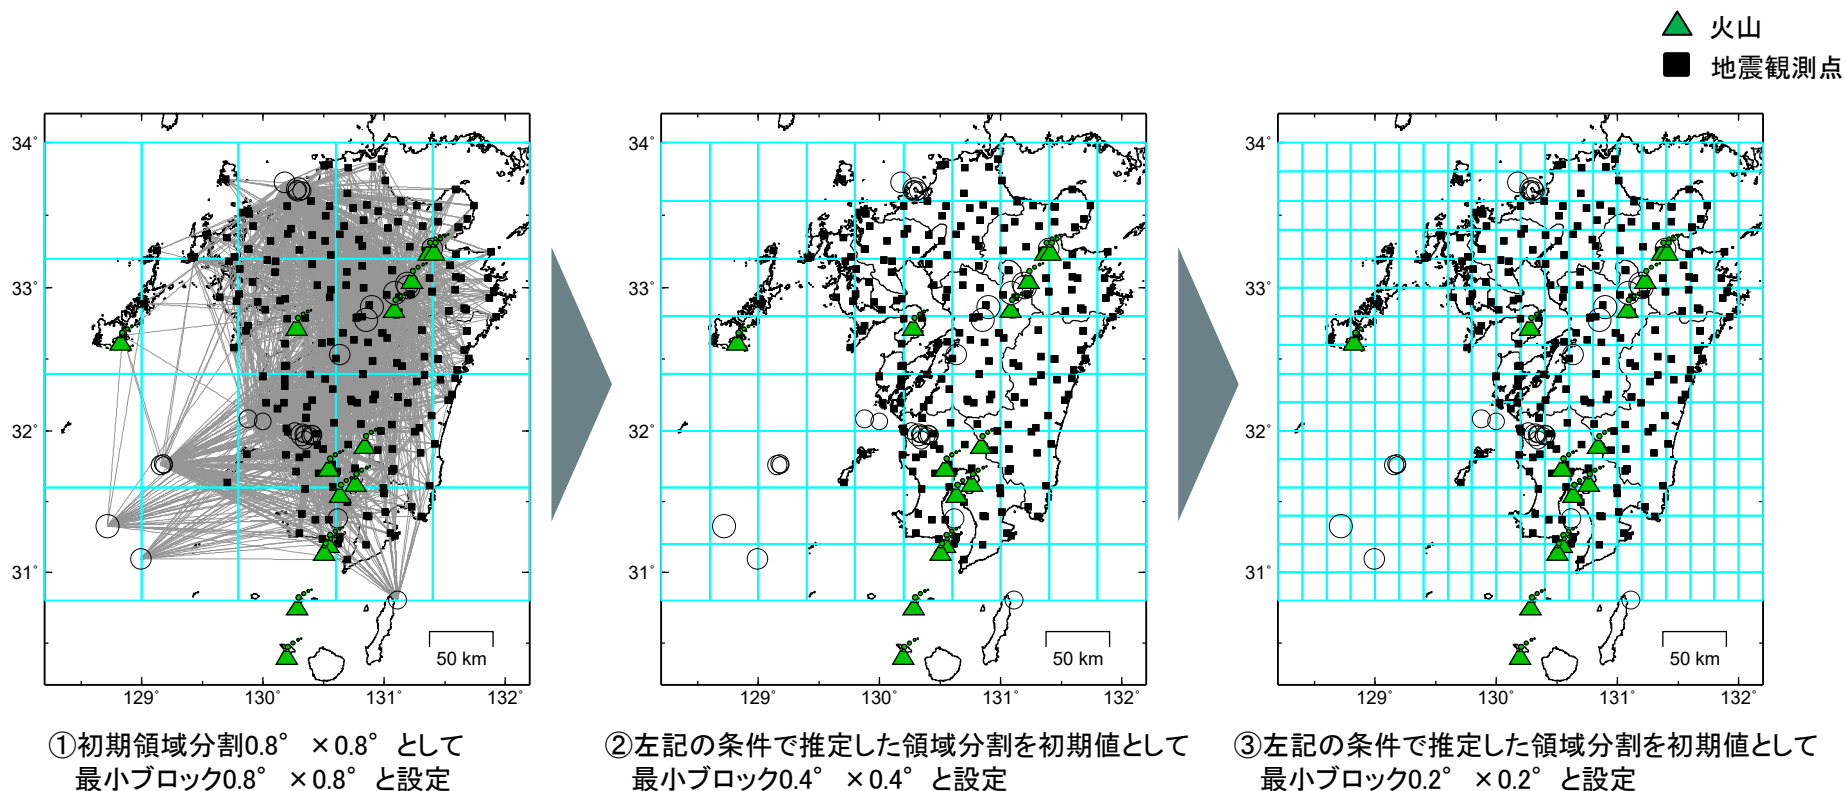 火山
地震観測点
34°
33°
32°
31°
129°
130°
131°
132°
50 km
34°
33°
32°
31°
129°
130°
131°
132°
50 km
34°
33°
32°
31°
129°
130°
131°
132°
50 km
①初期領域分割0.8° ×0.8° として
最小ブロック0.8° ×0.8° と設定
②左記の条件で推定した領域分割を初期値として
最小ブロック0.4° ×0.4° と設定
③左記の条件で推定した領域分割を初期値として
最小ブロック0.2° ×0.2° と設定